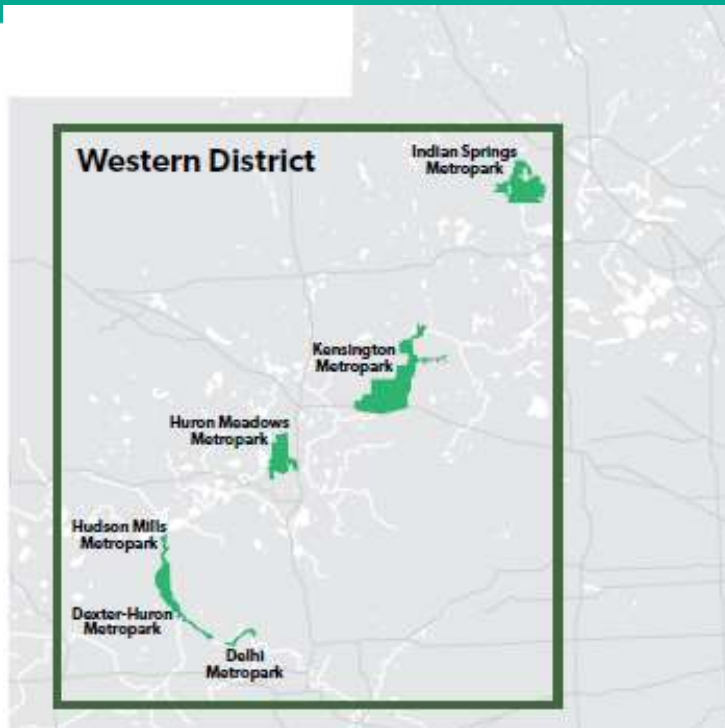 Western District
Indian Springs
Metropark
Kensington
Metropark
Huron Meadows
Metropark
Hudson Mills
Metropark
Dexter-Huron
Metropark
Delhi
Metropark